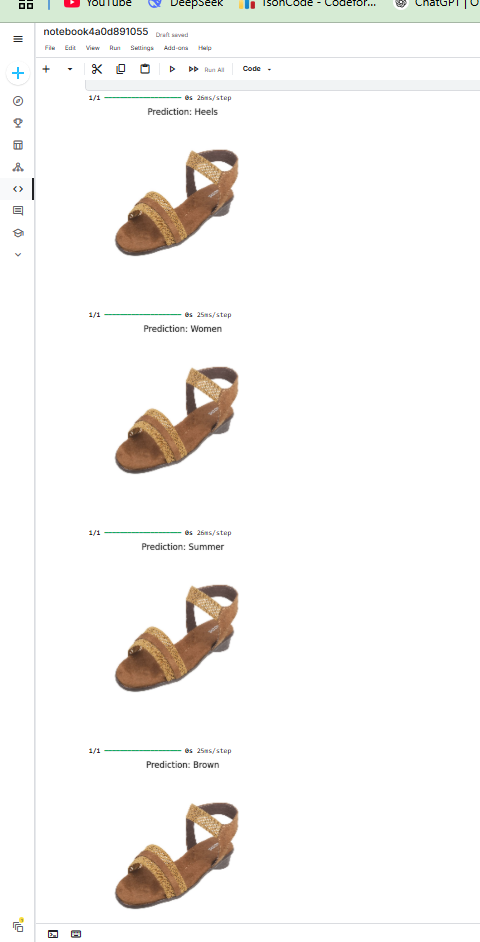 YouTube
DeepSeek
TsonCode - Codefor...
ChatGPT | O
notebook4a0d891055 Draft saved
File Edit View Run Settings Add-ons Help
Run All Code
1/1 0s 26ms/step
Prediction: Heels
1/1 0s 25ms/step
Prediction: Women
1/1 0s 26ms/step
Prediction: Summer
1/1 0s 25ms/step
Prediction: Brown